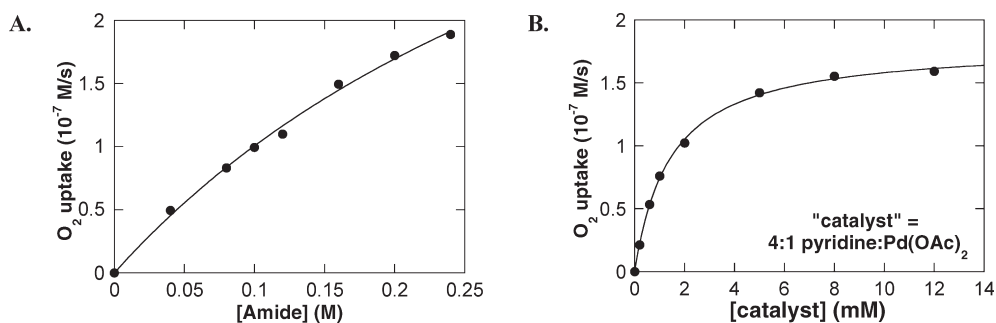 A.
O₂ uptake (10⁻⁷ M/s)
2
1.5
1
0.5
0
0 0.05 0.1 0.15 0.2 0.25
[Amide] (M)
B.
O₂ uptake (10⁻⁷ M/s)
2
1.5
1
0.5
0
"catalyst" =
4:1 pyridine:Pd(OAc)₂
0 2 4 6 8 10 12 14
[catalyst] (mM)